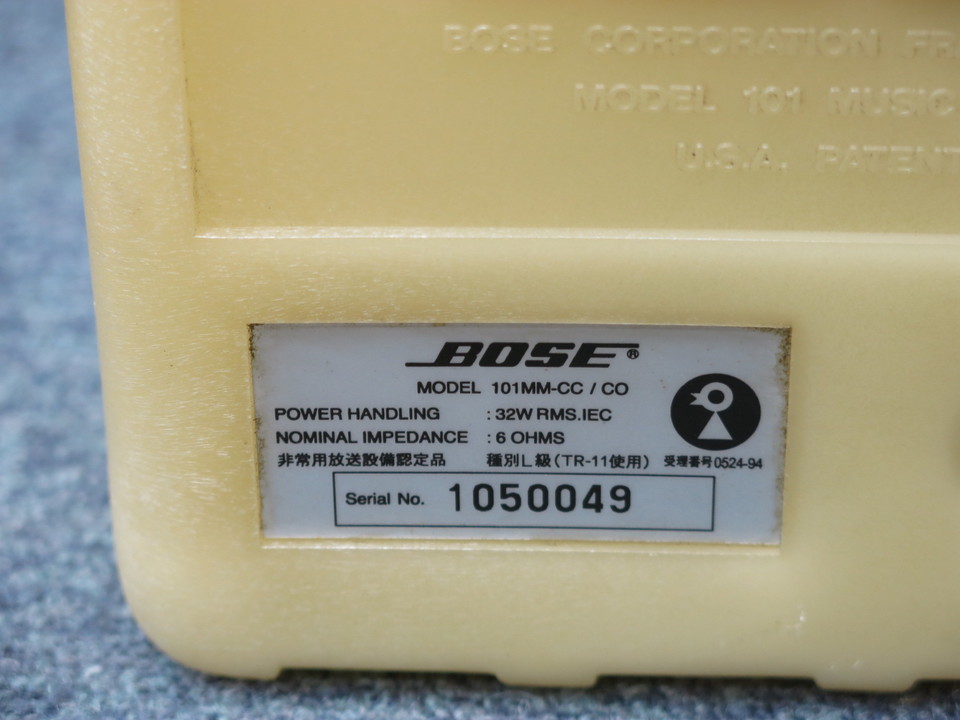 BOSE CORPORATION
MODEL 101 MUSIC
U.S.A. PATENT
BOSE®
MODEL 101MM-CC / CO
POWER HANDLING : 32W RMS.IEC
NOMINAL IMPEDANCE : 6 OHMS
非常用放送設備認定品 種別L級(TR-11使用)
受理番号0524-94
Serial No. 1050049